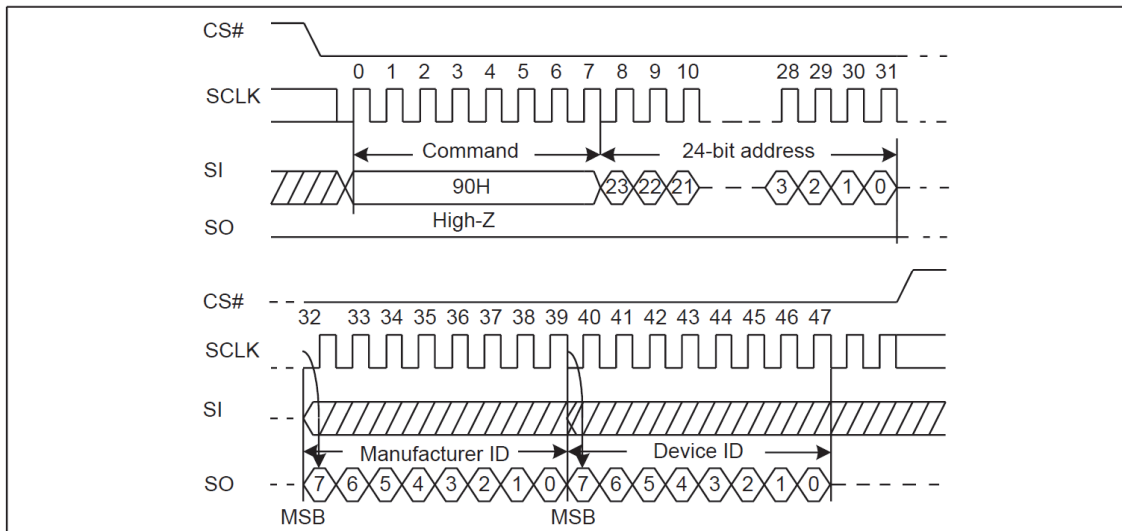 CS#
0 1 2 3 4 5 6 7 8 9 10 28 29 30 31
SCLK
Command 24-bit address
SI
90H 23 22 21 3 2 1 0
High-Z
SO
CS#
32 33 34 35 36 37 38 39 40 41 42 43 44 45 46 47
SCLK
SI
Manufacturer ID Device ID
SO 7 6 5 4 3 2 1 0 7 6 5 4 3 2 1 0
MSB MSB